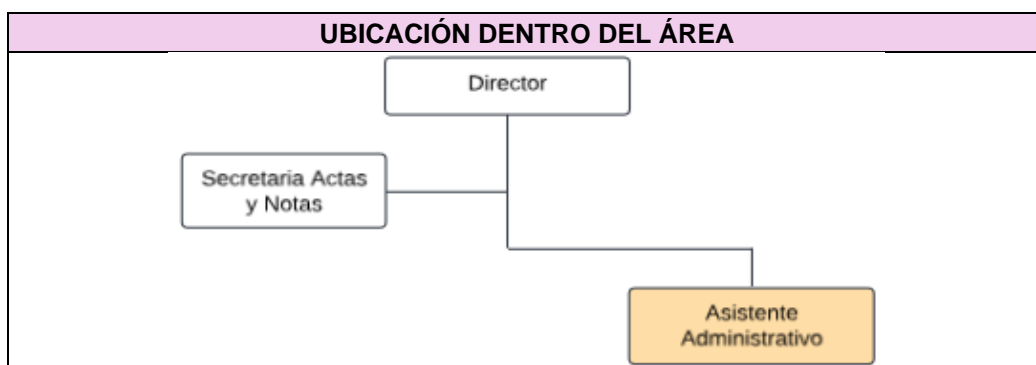 UBICACIÓN DENTRO DEL ÁREA
Director
Secretaria Actas
y Notas
Asistente
Administrativo